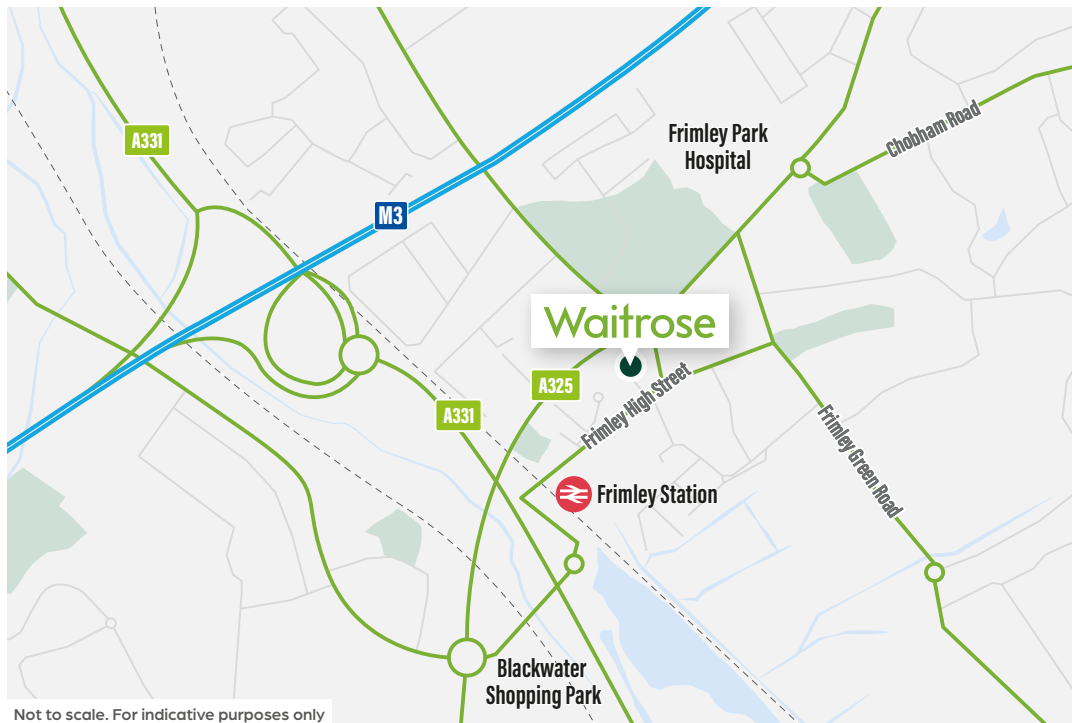 A331
M3
Frimley Park
Hospital
Chobham Road
Waitrose
A325
A331
Frimley High Street
Frimley Green Road
Frimley Station
Blackwater
Shopping Park
Not to scale. For indicative purposes only